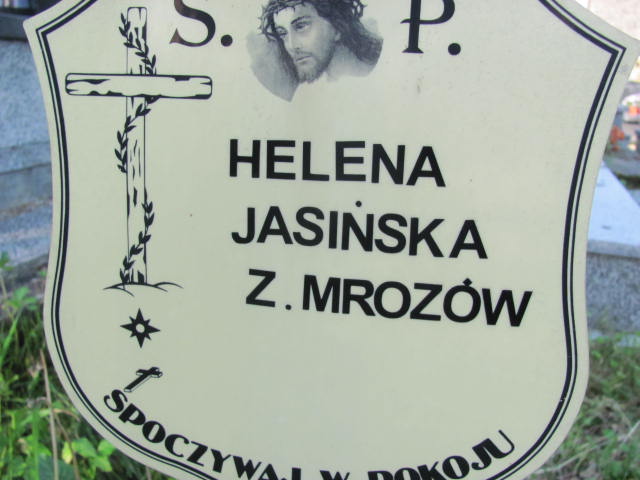 S. P.
HELENA
JASIŃSKA
Z. MROZÓW
SPOCZYWAJ W POKOJU